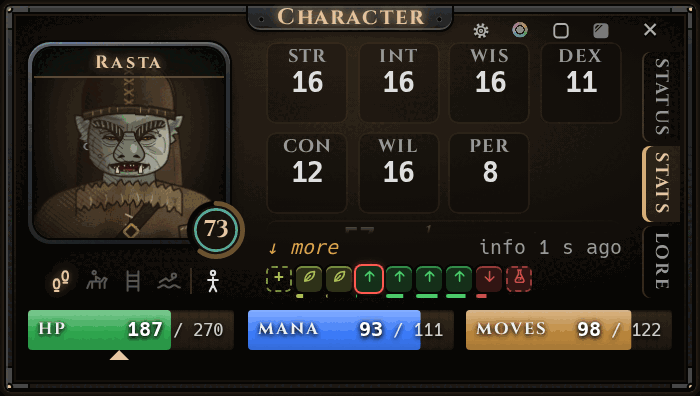 CHARACTER
RASTA
73
STR INT WIS DEX
16 16 16 11
CON WIL PER
12 16 8
↓ more info 1 s ago
HP 187 / 270 MANA 93 / 111 MOVES 98 / 122
STATUS
STATS
LORE